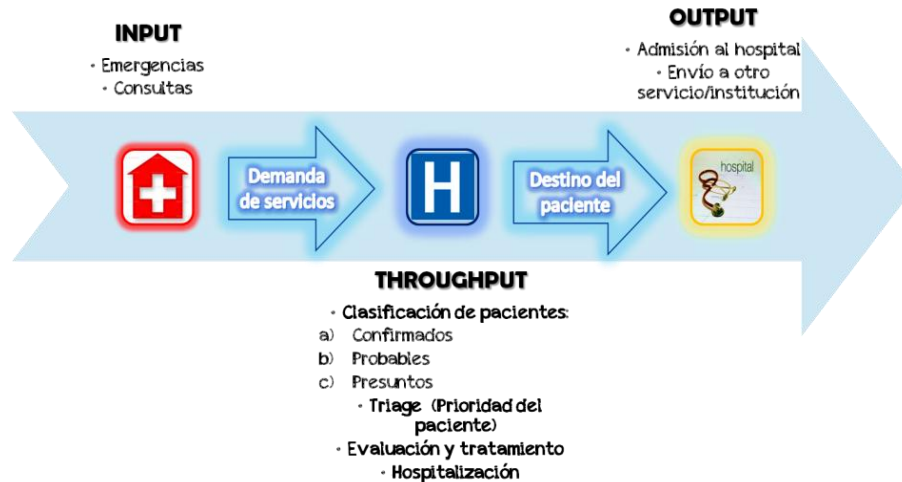 INPUT
· Emergencias
· Consultas
OUTPUT
· Admisión al hospital
· Envío a otro
servicio/institución
Demanda
de servicios
H
Destino del
paciente
hospital
THROUGHPUT
· Clasificación de pacientes:
a) Confirmados
b) Probables
c) Presuntos
· Triage (Prioridad del
paciente)
· Evaluación y tratamiento
· Hospitalización